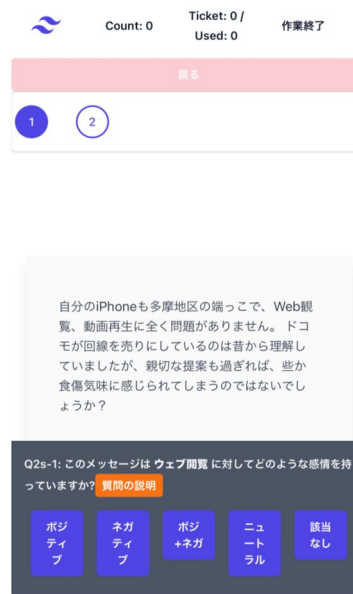 Count: 0
Ticket: 0 /
Used: 0
作業終了
戻る
1
2
自分のiPhoneも多摩地区の端っこで、Web観
覧、動画再生に全く問題がありません。 ドコ
モが回線を売りにしているのは昔から理解し
ていましたが、親切な提案も過ぎれば、些か
食傷気味に感じられてしまうのではないでし
ょうか？
Q2s-1: このメッセージは ウェブ閲覧 に対してどのような感情を持
っていますか? 質問の説明
ポジ
ティ
ブ
ネガ
ティ
ブ
ポジ
+ネガ
ニュ
ート
ラル
該当
なし